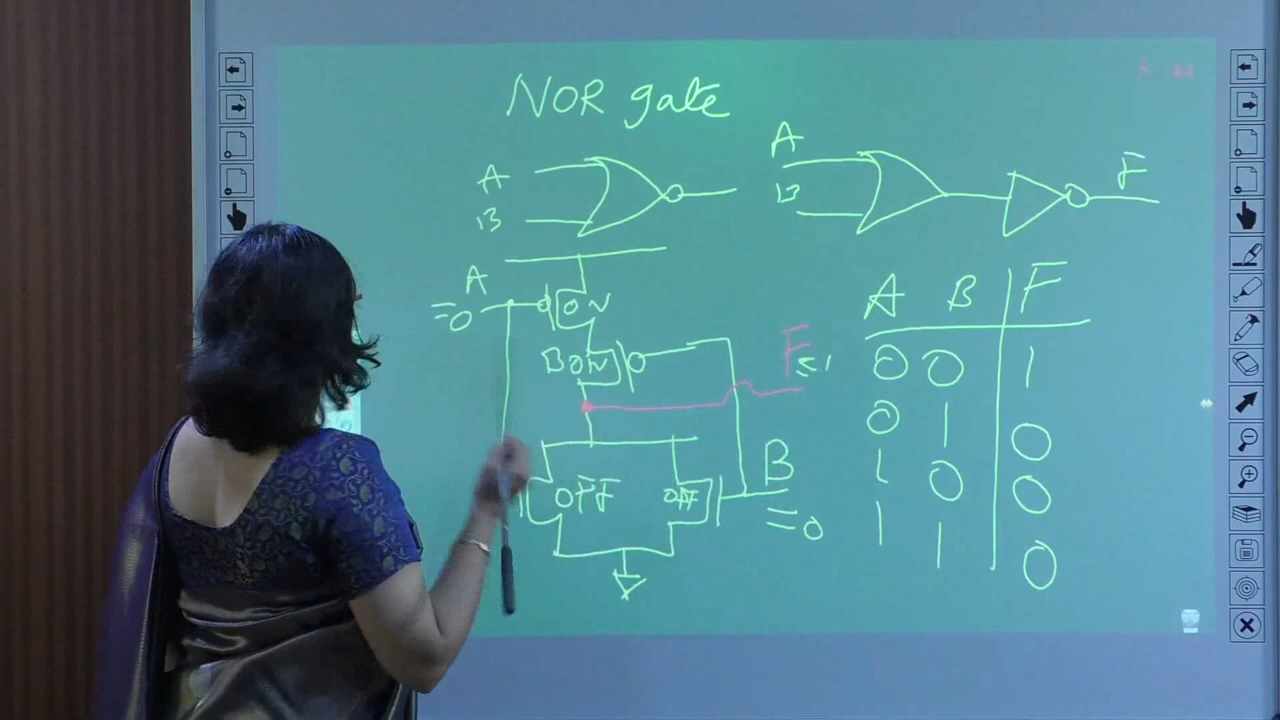 NOR gate
A
B
A
B
F
A
=0
ON
B ON
F
=1
OFF
OFF
B
=0
A B F
0 0 1
0 1 0
1 0 0
1 1 0